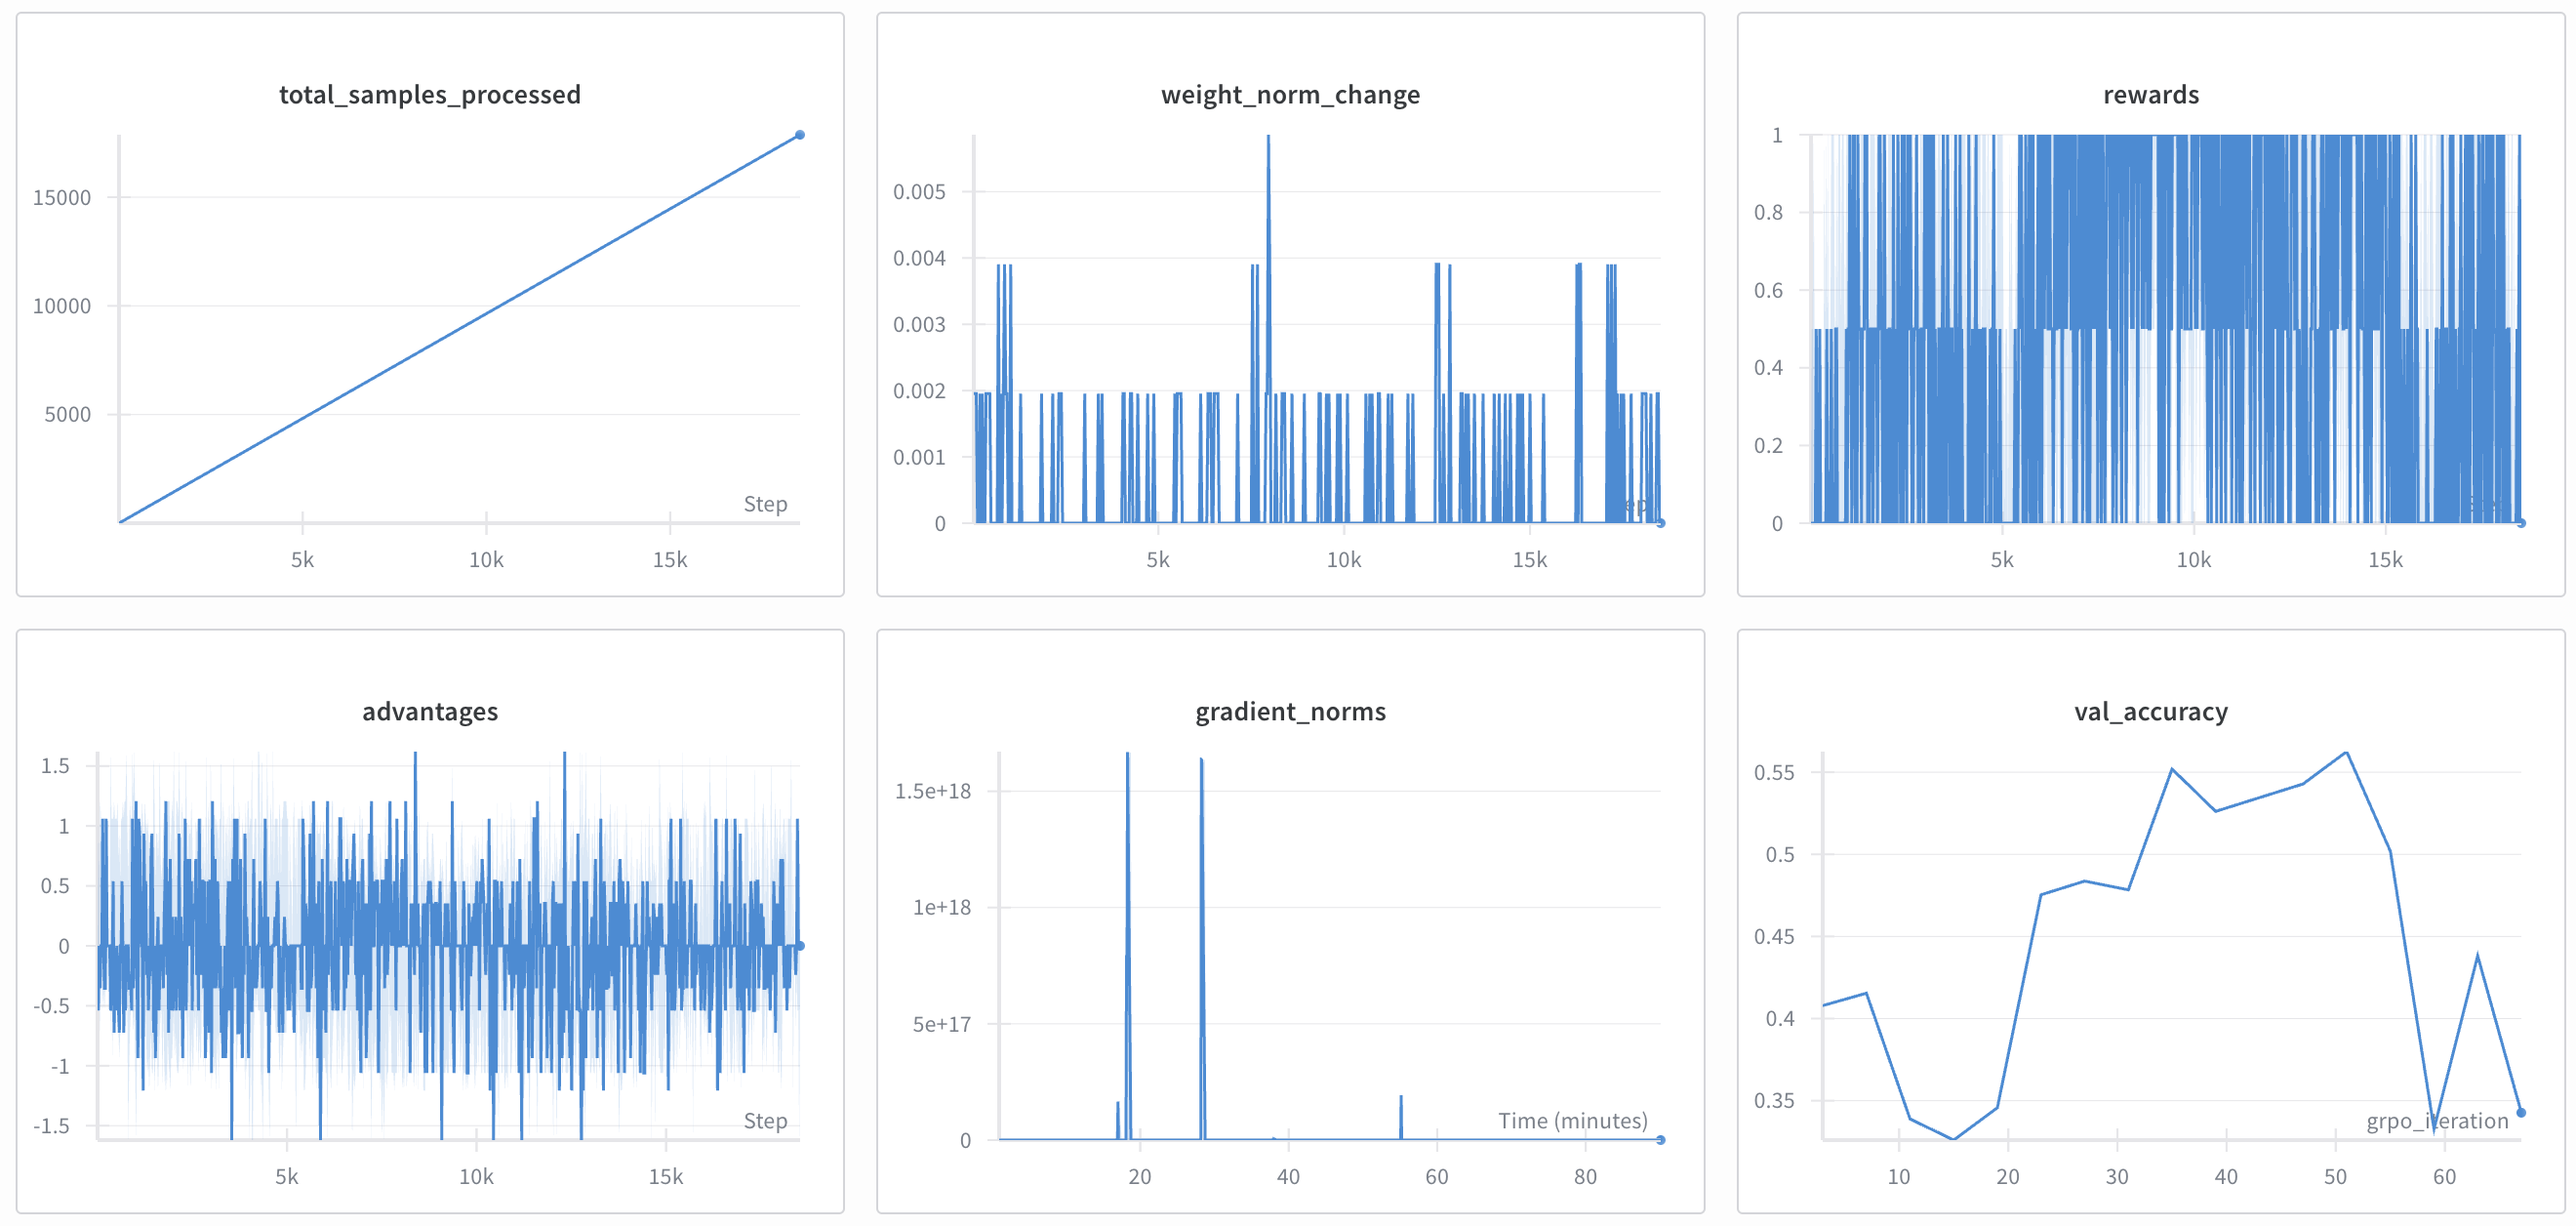 total_samples_processed
15000
10000
5000
Step
5k
10k
15k
weight_norm_change
0.005
0.004
0.003
0.002
0.001
0
ep
5k
10k
15k
rewards
1
0.8
0.6
0.4
0.2
0
5k
10k
15k
advantages
1.5
1
0.5
0
-0.5
-1
-1.5
Step
5k
10k
15k
gradient_norms
1.5e+18
1e+18
5e+17
0
Time (minutes)
20
40
60
80
val_accuracy
0.55
0.5
0.45
0.4
0.35
grpo_iteration
10
20
30
40
50
60